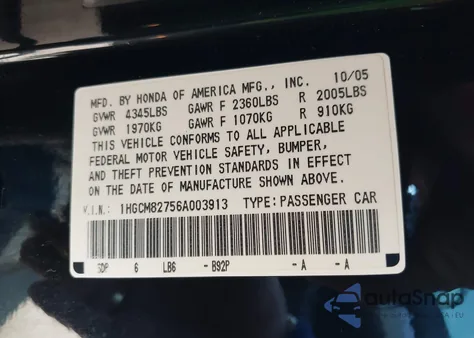 MFD. BY HONDA OF AMERICA MFG., INC. 10/05
GVWR 4345LBS GAWR F 2360LBS R 2005LBS
GVWR 1970KG GAWR F 1070KG R 910KG
THIS VEHICLE CONFORMS TO ALL APPLICABLE
FEDERAL MOTOR VEHICLE SAFETY, BUMPER,
AND THEFT PREVENTION STANDARDS IN EFFECT
ON THE DATE OF MANUFACTURE SHOWN ABOVE.
V.I.N.: 1HGCM82756A003913 TYPE:PASSENGER CAR
SDP 6 LB6 - B92P - A - A
autoSnap